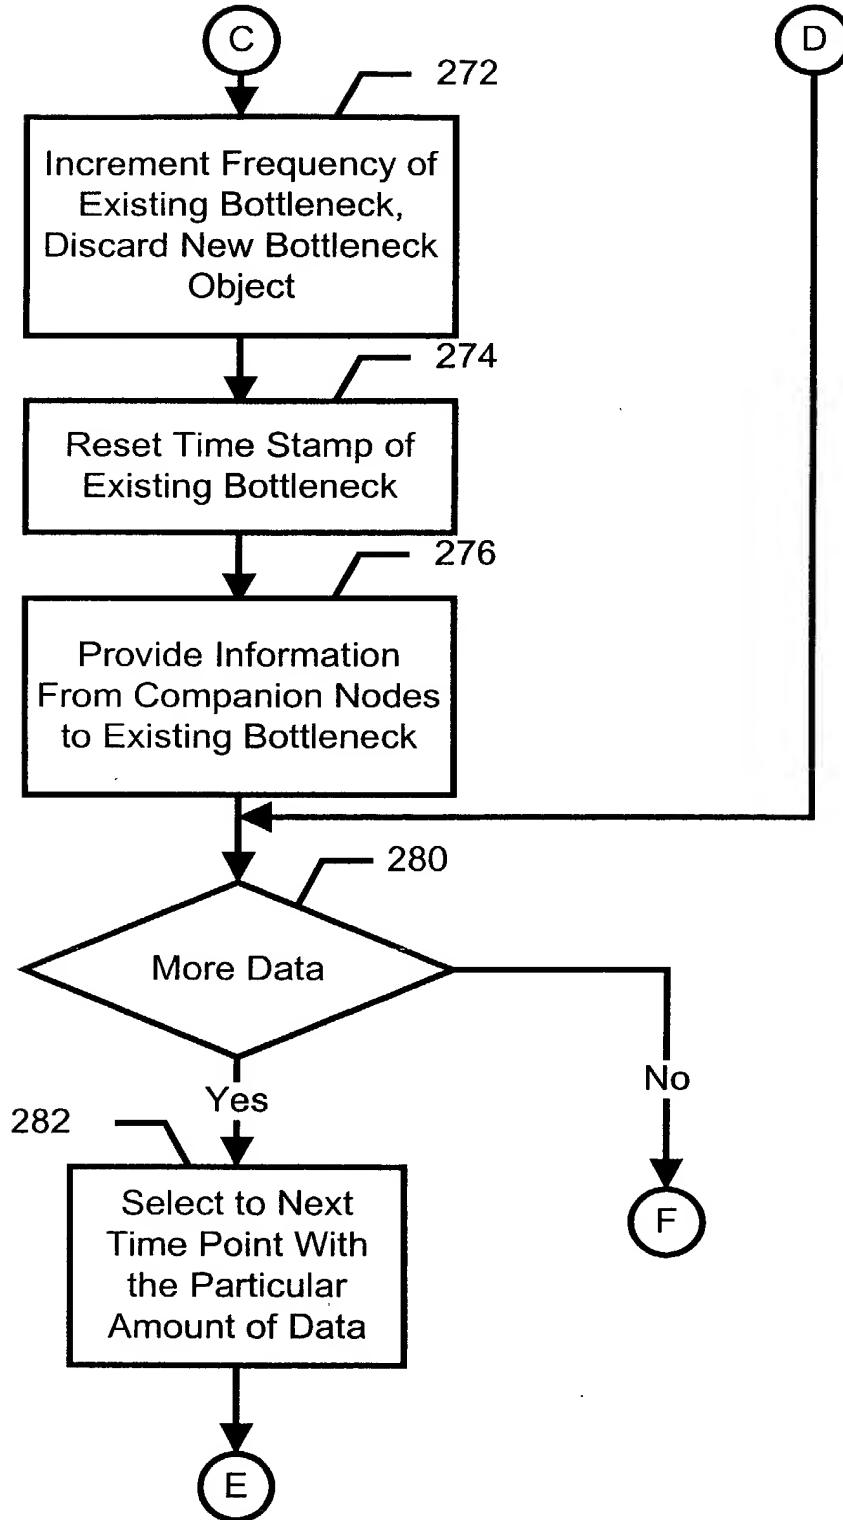 C
D
272
Increment Frequency of
Existing Bottleneck,
Discard New Bottleneck
Object
274
Reset Time Stamp of
Existing Bottleneck
276
Provide Information
From Companion Nodes
to Existing Bottleneck
280
More Data
No
Yes
282
Select to Next
Time Point With
the Particular
Amount of Data
F
E